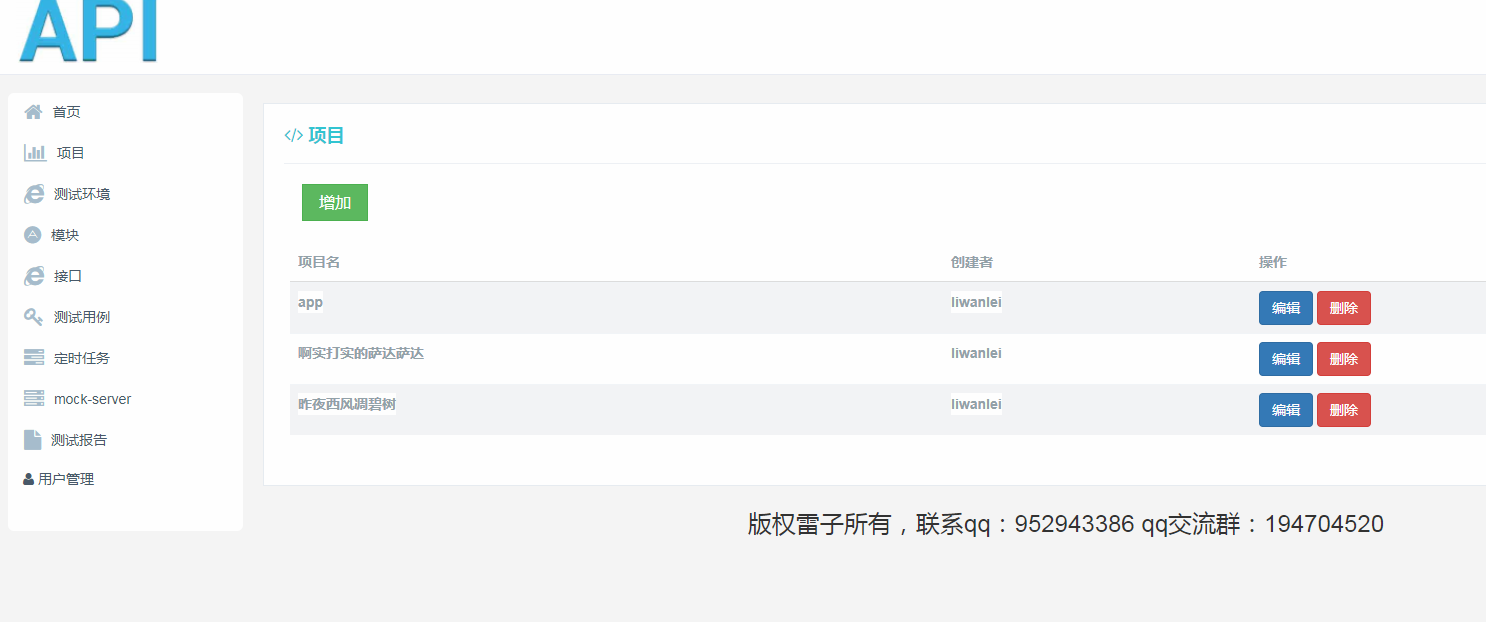 API
首页
项目
测试环境
模块
接口
测试用例
定时任务
mock-server
测试报告
用户管理
</> 项目
增加
项目名 创建者 操作
app liwanlei 编辑 删除
啊实打实的萨达萨达 liwanlei 编辑 删除
昨夜西风凋碧树 liwanlei 编辑 删除
版权雷子所有，联系qq：952943386 qq交流群：194704520